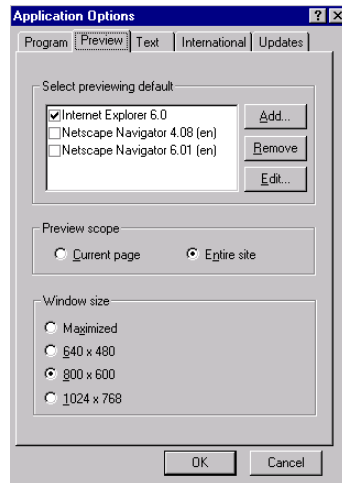 Application Options
Program Preview Text International Updates
Select previewing default
Internet Explorer 6.0
Netscape Navigator 4.08 (en)
Netscape Navigator 6.01 (en)
Add...
Remove
Edit...
Preview scope
Current page Entire site
Window size
Maximized
640 x 480
800 x 600
1024 x 768
OK Cancel